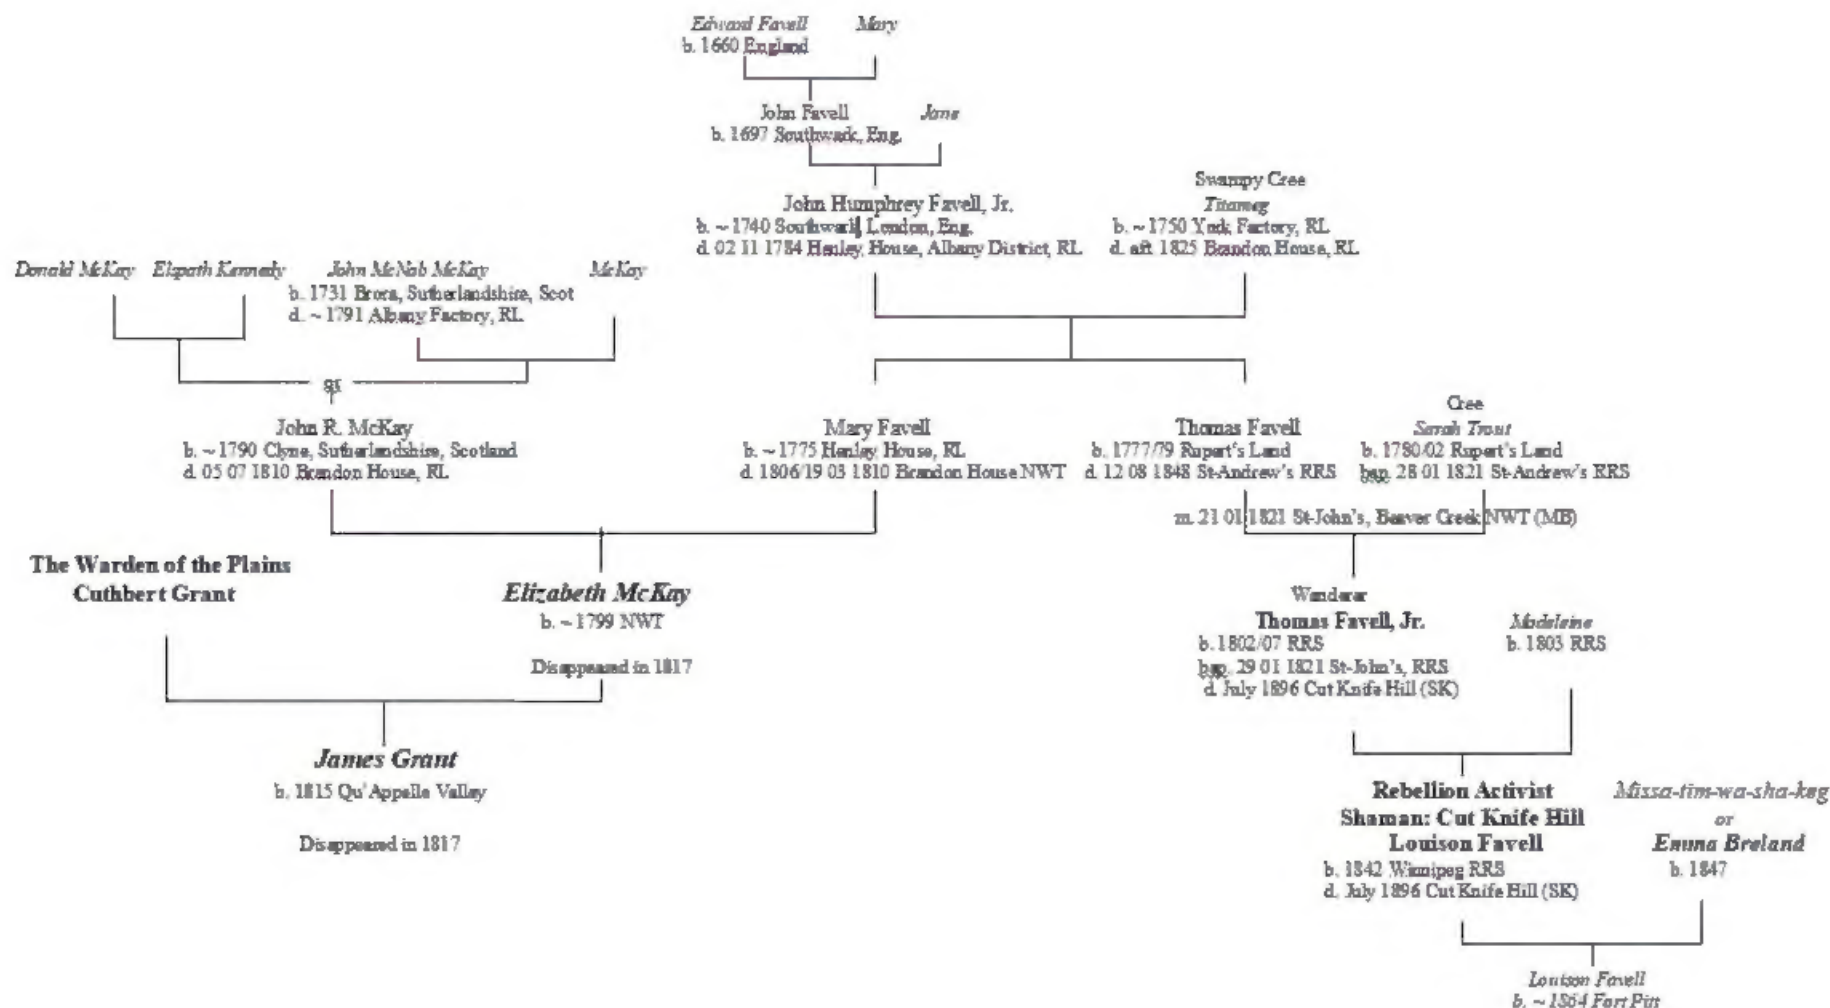 Edward Favell
b. 1660 England
Mary
John Favell
b. 1697 Southwark, Eng.
Jane
John Humphrey Favell, Jr.
b. ~ 1740 Southwark, London, Eng.
d. 02 11 1784 Henley House, Albany District, RL
Swampy Cree
Titameg
b. ~ 1750 York Factory, RL
d. aft 1825 Brandon House, RL
Donald McKay
Elspath Kennedy
John McNab McKay
b. 1731 Brora, Sutherlandshire, Scot
d. ~ 1791 Albany Factory, RL
McKay
or
John R. McKay
b. ~ 1790 Clyne, Sutherlandshire, Scotland
d. 05 07 1810 Brandon House, RL
Mary Favell
b. ~ 1775 Henley House, RL
d. 1806/19 03 1810 Brandon House NWT
Thomas Favell
b. 1777/79 Rupert's Land
d. 12 08 1848 St-Andrew's RRS
Cree
Sarah Trout
b. 1780/02 Rupert's Land
bap. 28 01 1821 St-Andrew's RRS
m. 21 01 1821 St-John's, Beaver Creek NWT (MB)
The Warden of the Plains
Cuthbert Grant
Elizabeth McKay
b. ~ 1799 NWT
Disappeared in 1817
Wanderer
Thomas Favell, Jr.
b. 1802/07 RRS
bap. 29 01 1821 St-John's, RRS
d. July 1896 Cut Knife Hill (SK)
Madeleine
b. 1803 RRS
James Grant
b. 1815 Qu'Appelle Valley
Disappeared in 1817
Rebellion Activist
Shaman: Cut Knife Hill
Louison Favell
b. 1842 Winnipeg RRS
d. July 1896 Cut Knife Hill (SK)
Missa-tim-wa-sha-keg
or
Emma Breland
b. 1847
Louison Favell
b. ~ 1864 Fort Pitt